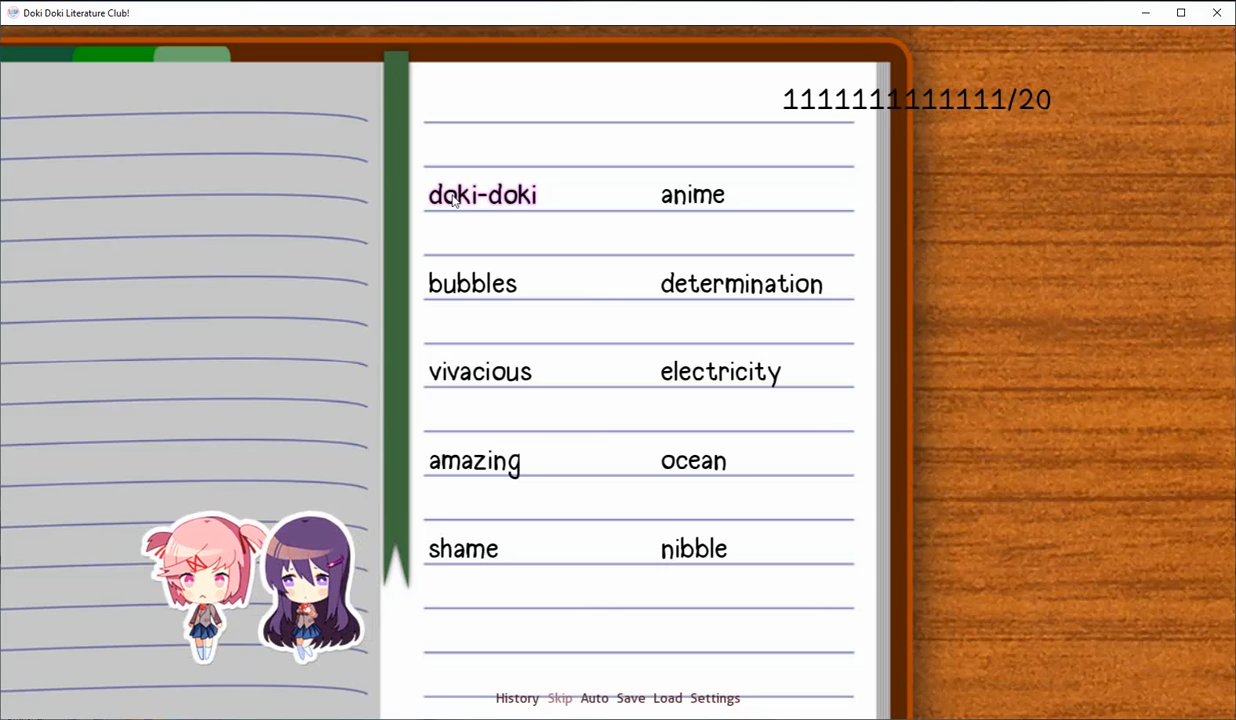 Doki Doki Literature Club!
1111111111111/20
doki-doki anime
bubbles determination
vivacious electricity
amazing ocean
shame nibble
History Skip Auto Save Load Settings